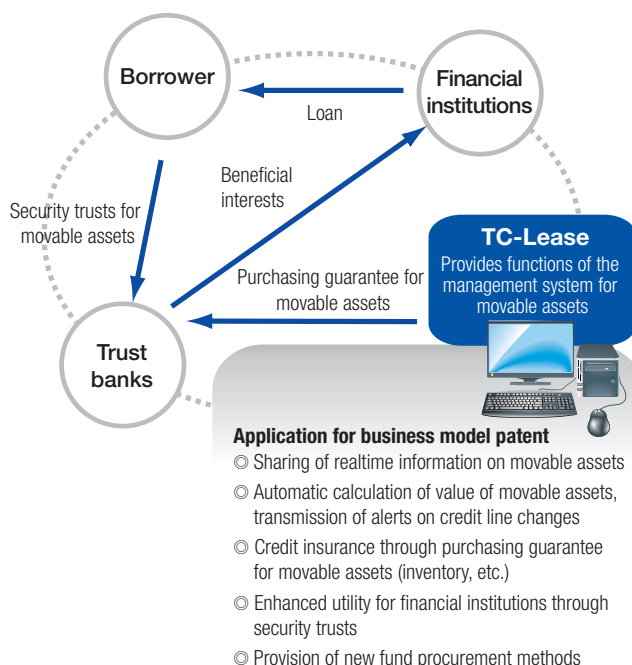 Borrower
Financial
institutions
Loan
Beneficial
interests
Security trusts for
movable assets
TC-Lease
Provides functions of the
management system for
movable assets
Purchasing guarantee for
movable assets
Trust
banks
Application for business model patent
◎ Sharing of realtime information on movable assets
◎ Automatic calculation of value of movable assets,
transmission of alerts on credit line changes
◎ Credit insurance through purchasing guarantee
for movable assets (inventory, etc.)
◎ Enhanced utility for financial institutions through
security trusts
◎ Provision of new fund procurement methods